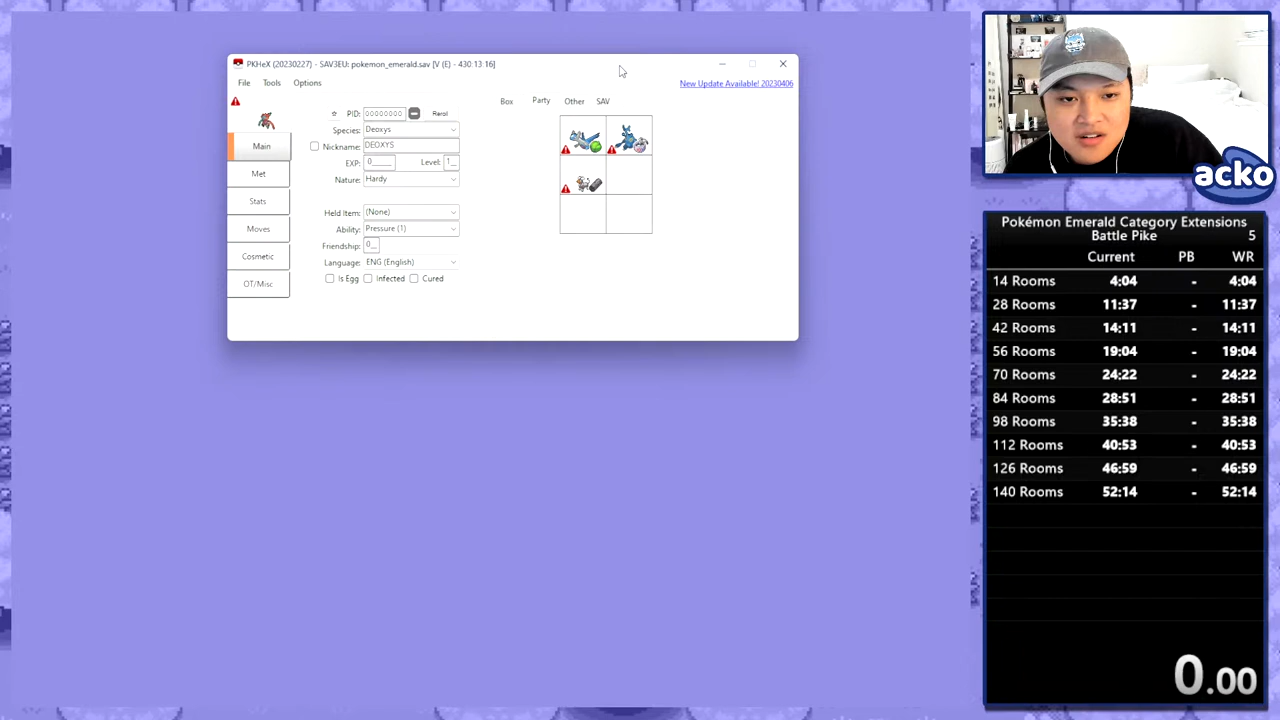 PKHeX (20230227) - SAV3EU: pokemon_emerald.sav [V (E) - 430:13:16]
File Tools Options
New Update Available! 20230406
PID: 00000000 Reroll
Species: Deoxys
Nickname: DEOXYS
EXP: 0____ Level: 1_
Nature: Hardy
Held Item: (None)
Ability: Pressure (1)
Friendship: 0_
Language: ENG (English)
Is Egg Infected Cured
Main
Met
Stats
Moves
Cosmetic
OT/Misc
Box Party Other SAV
acko
Pokémon Emerald Category Extensions
Battle Pike 5
Current PB WR
14 Rooms 4:04 - 4:04
28 Rooms 11:37 - 11:37
42 Rooms 14:11 - 14:11
56 Rooms 19:04 - 19:04
70 Rooms 24:22 - 24:22
84 Rooms 28:51 - 28:51
98 Rooms 35:38 - 35:38
112 Rooms 40:53 - 40:53
126 Rooms 46:59 - 46:59
140 Rooms 52:14 - 52:14
0.00